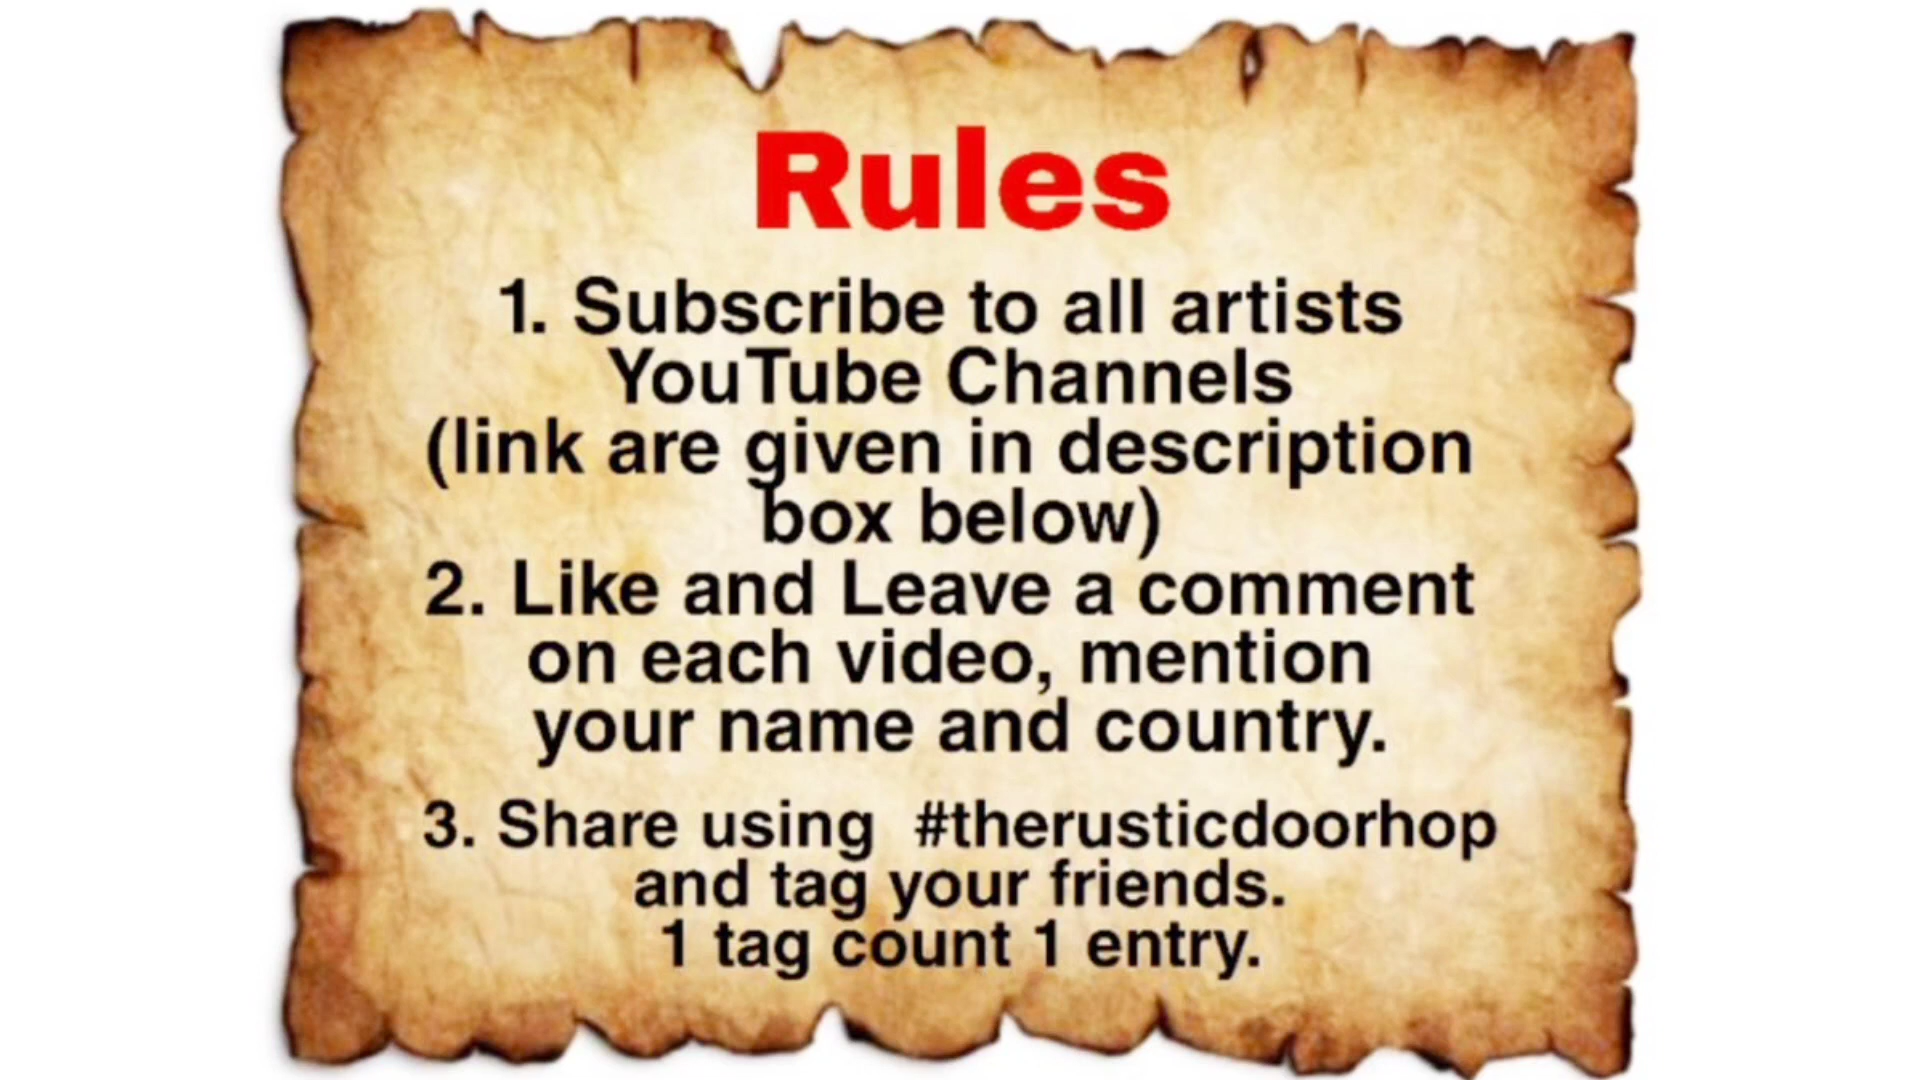 Rules
1. Subscribe to all artists
YouTube Channels
(link are given in description
box below)
2. Like and Leave a comment
on each video, mention
your name and country.
3. Share using  #therusticdoorhop
and tag your friends.
1 tag count 1 entry.